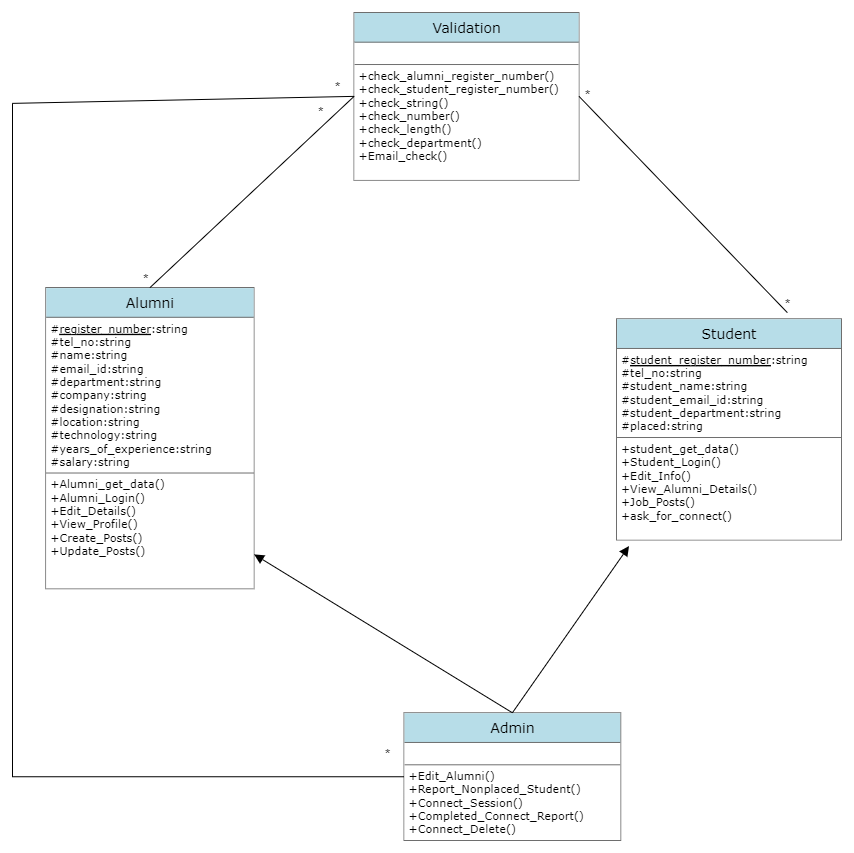 Validation
+check_alumni_register_number()
+check_student_register_number()
+check_string()
+check_number()
+check_length()
+check_department()
+Email_check()
*
*
*
*
*
Alumni
#register_number:string
#tel_no:string
#name:string
#email_id:string
#department:string
#company:string
#designation:string
#location:string
#technology:string
#years_of_experience:string
#salary:string
+Alumni_get_data()
+Alumni_Login()
+Edit_Details()
+View_Profile()
+Create_Posts()
+Update_Posts()
Student
#student_register_number:string
#tel_no:string
#student_name:string
#student_email_id:string
#student_department:string
#placed:string
+student_get_data()
+Student_Login()
+Edit_Info()
+View_Alumni_Details()
+Job_Posts()
+ask_for_connect()
*
Admin
+Edit_Alumni()
+Report_Nonplaced_Student()
+Connect_Session()
+Completed_Connect_Report()
+Connect_Delete()